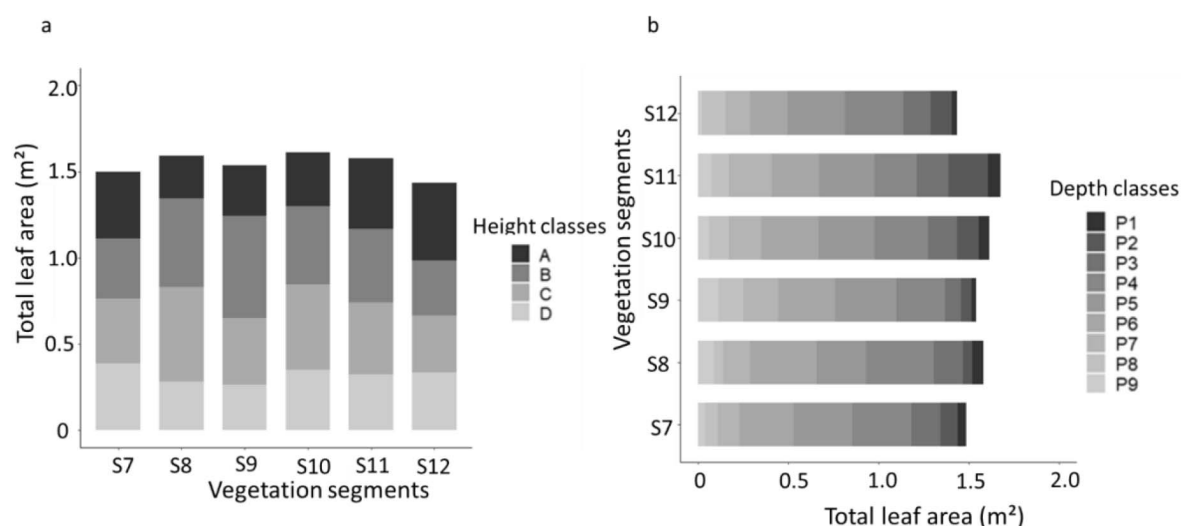 a
Total leaf area (m²)
2.0
1.5
1.0
0.5
0
S7 S8 S9 S10 S11 S12
Vegetation segments
Height classes
A
B
C
D
b
Vegetation segments
S12
S11
S10
S9
S8
S7
0 0.5 1.0 1.5 2.0
Total leaf area (m²)
Depth classes
P1
P2
P3
P4
P5
P6
P7
P8
P9